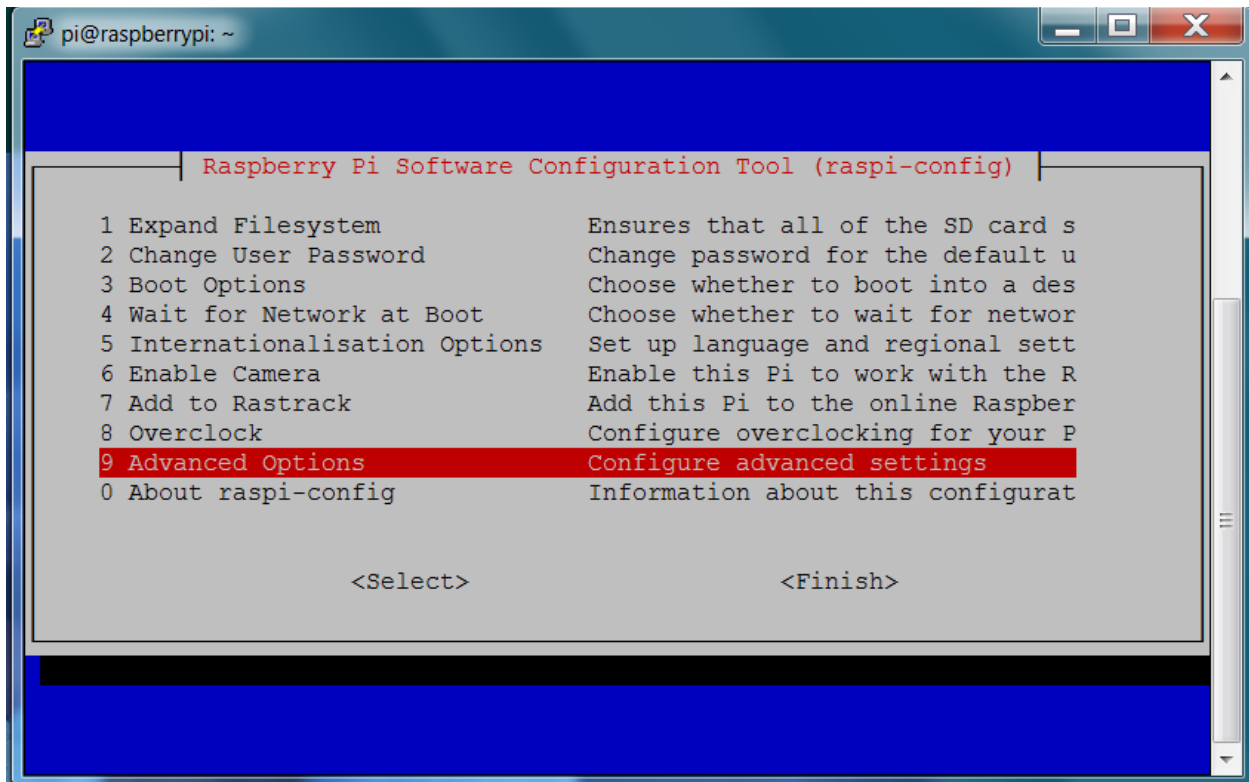 pi@raspberrypi: ~
Raspberry Pi Software Configuration Tool (raspi-config)
1 Expand Filesystem Ensures that all of the SD card s
2 Change User Password Change password for the default u
3 Boot Options Choose whether to boot into a des
4 Wait for Network at Boot Choose whether to wait for networ
5 Internationalisation Options Set up language and regional sett
6 Enable Camera Enable this Pi to work with the R
7 Add to Rastrack Add this Pi to the online Raspber
8 Overclock Configure overclocking for your P
9 Advanced Options Configure advanced settings
0 About raspi-config Information about this configurat
<Select> <Finish>